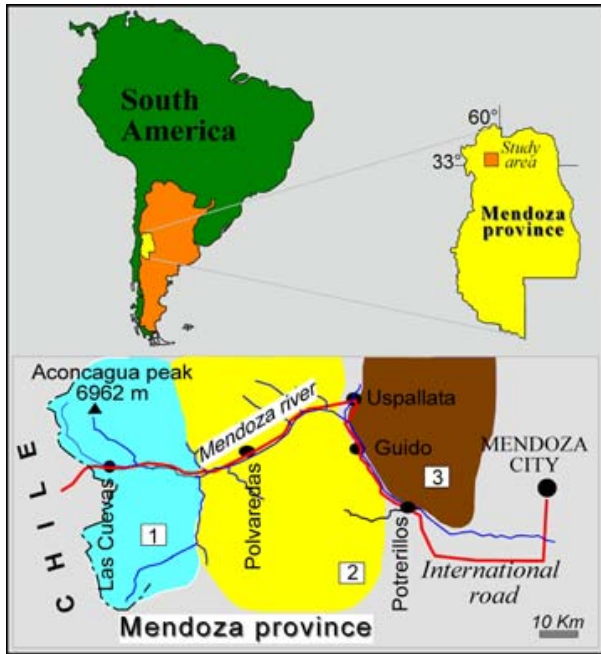 South
America
60°
33°
Study
area
Mendoza
province
Aconcagua peak
6962 m
Mendoza river
Uspallata
Guido
MENDOZA
CITY
CHILE
Las Cuevas
Polvaredas
Potrerillos
1
2
3
International
road
Mendoza province
10 Km